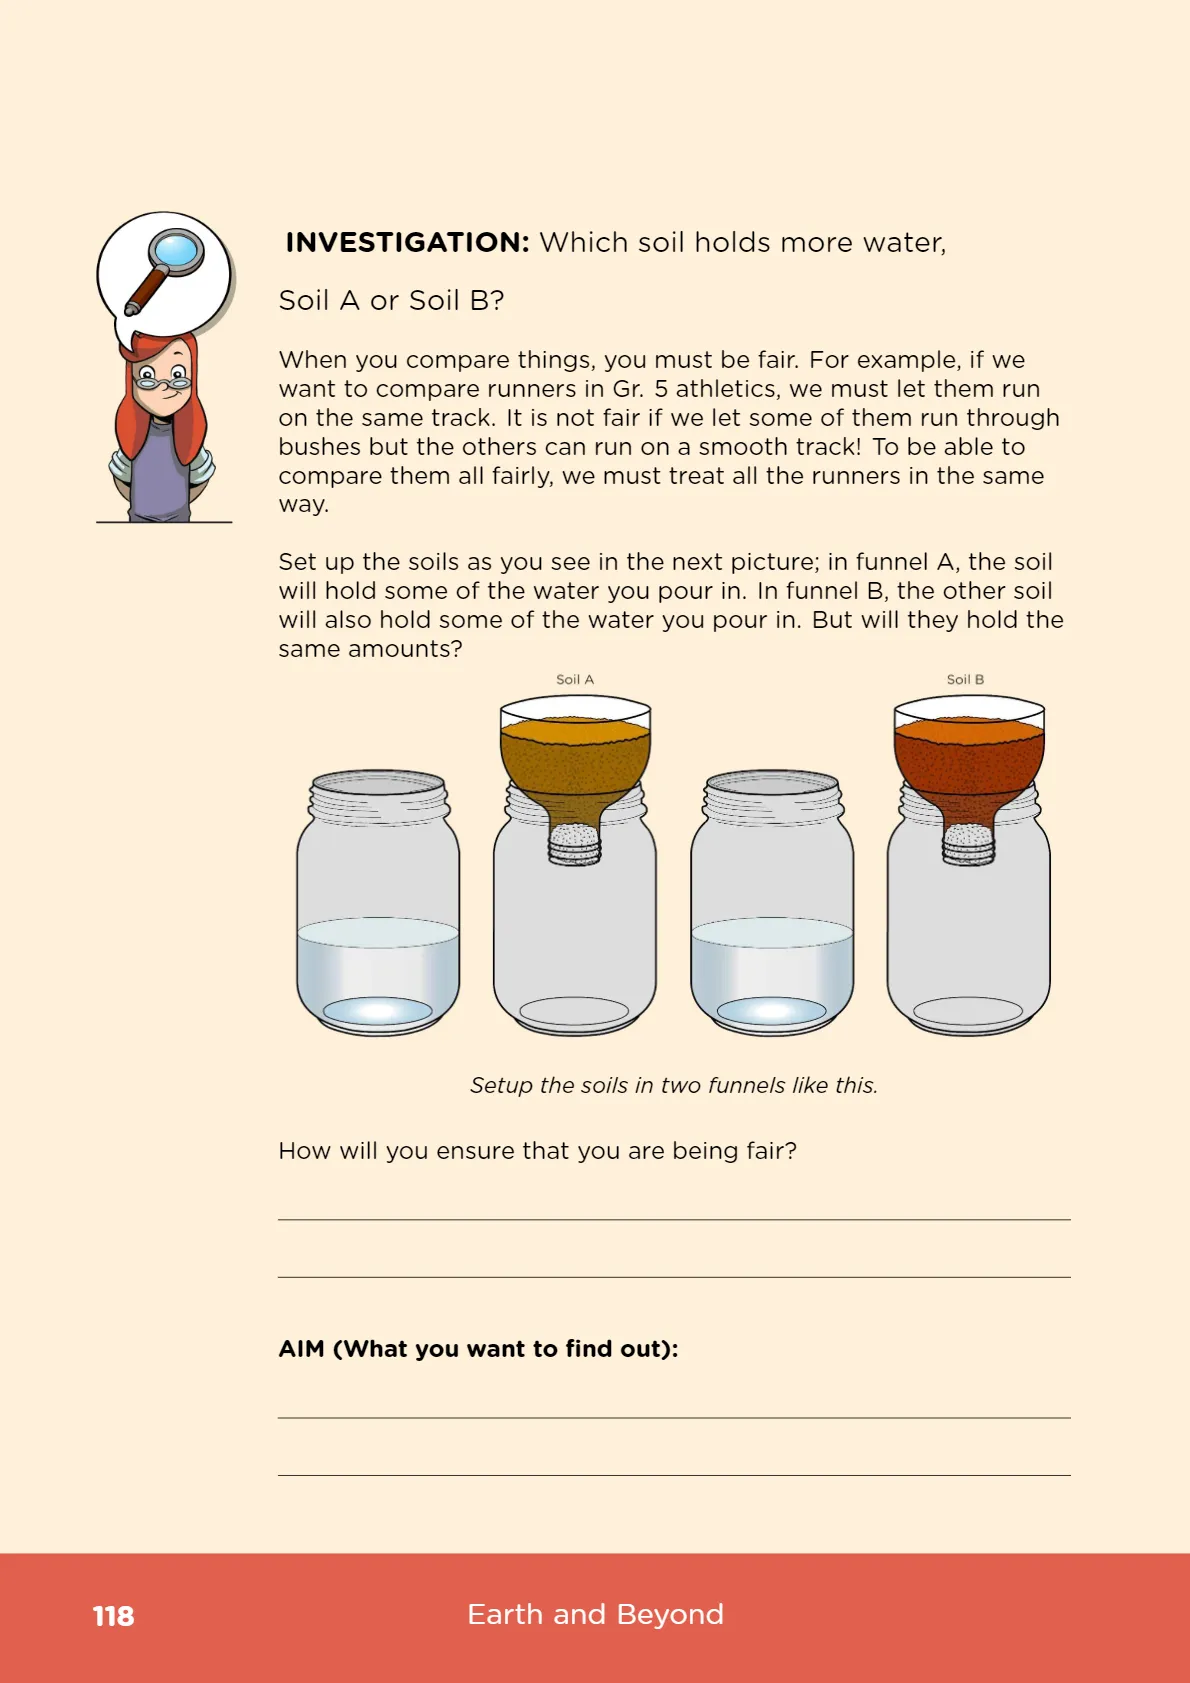 INVESTIGATION: Which soil holds more water,
Soil A or Soil B?
When you compare things, you must be fair. For example, if we
want to compare runners in Gr. 5 athletics, we must let them run
on the same track. It is not fair if we let some of them run through
bushes but the others can run on a smooth track! To be able to
compare them all fairly, we must treat all the runners in the same
way.
Set up the soils as you see in the next picture; in funnel A, the soil
will hold some of the water you pour in. In funnel B, the other soil
will also hold some of the water you pour in. But will they hold the
same amounts?
Soil A
Soil B
Setup the soils in two funnels like this.
How will you ensure that you are being fair?
AIM (What you want to find out):
118
Earth and Beyond